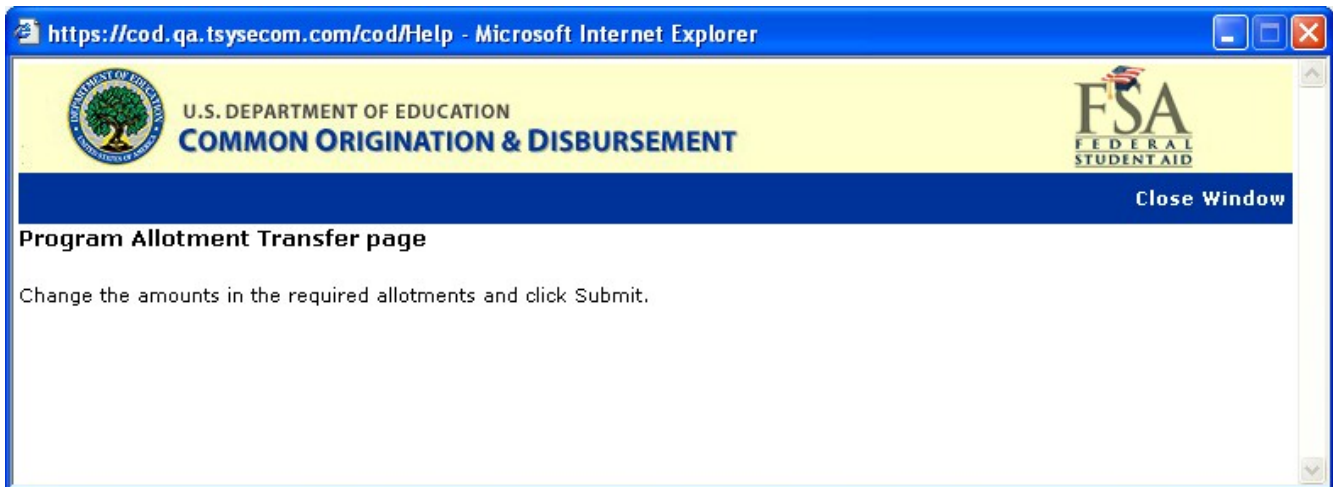 https://cod.qa.tsysecom.com/cod/Help - Microsoft Internet Explorer
U.S. DEPARTMENT OF EDUCATION
COMMON ORIGINATION & DISBURSEMENT
FSA
FEDERAL
STUDENT AID
Close Window
Program Allotment Transfer page
Change the amounts in the required allotments and click Submit.